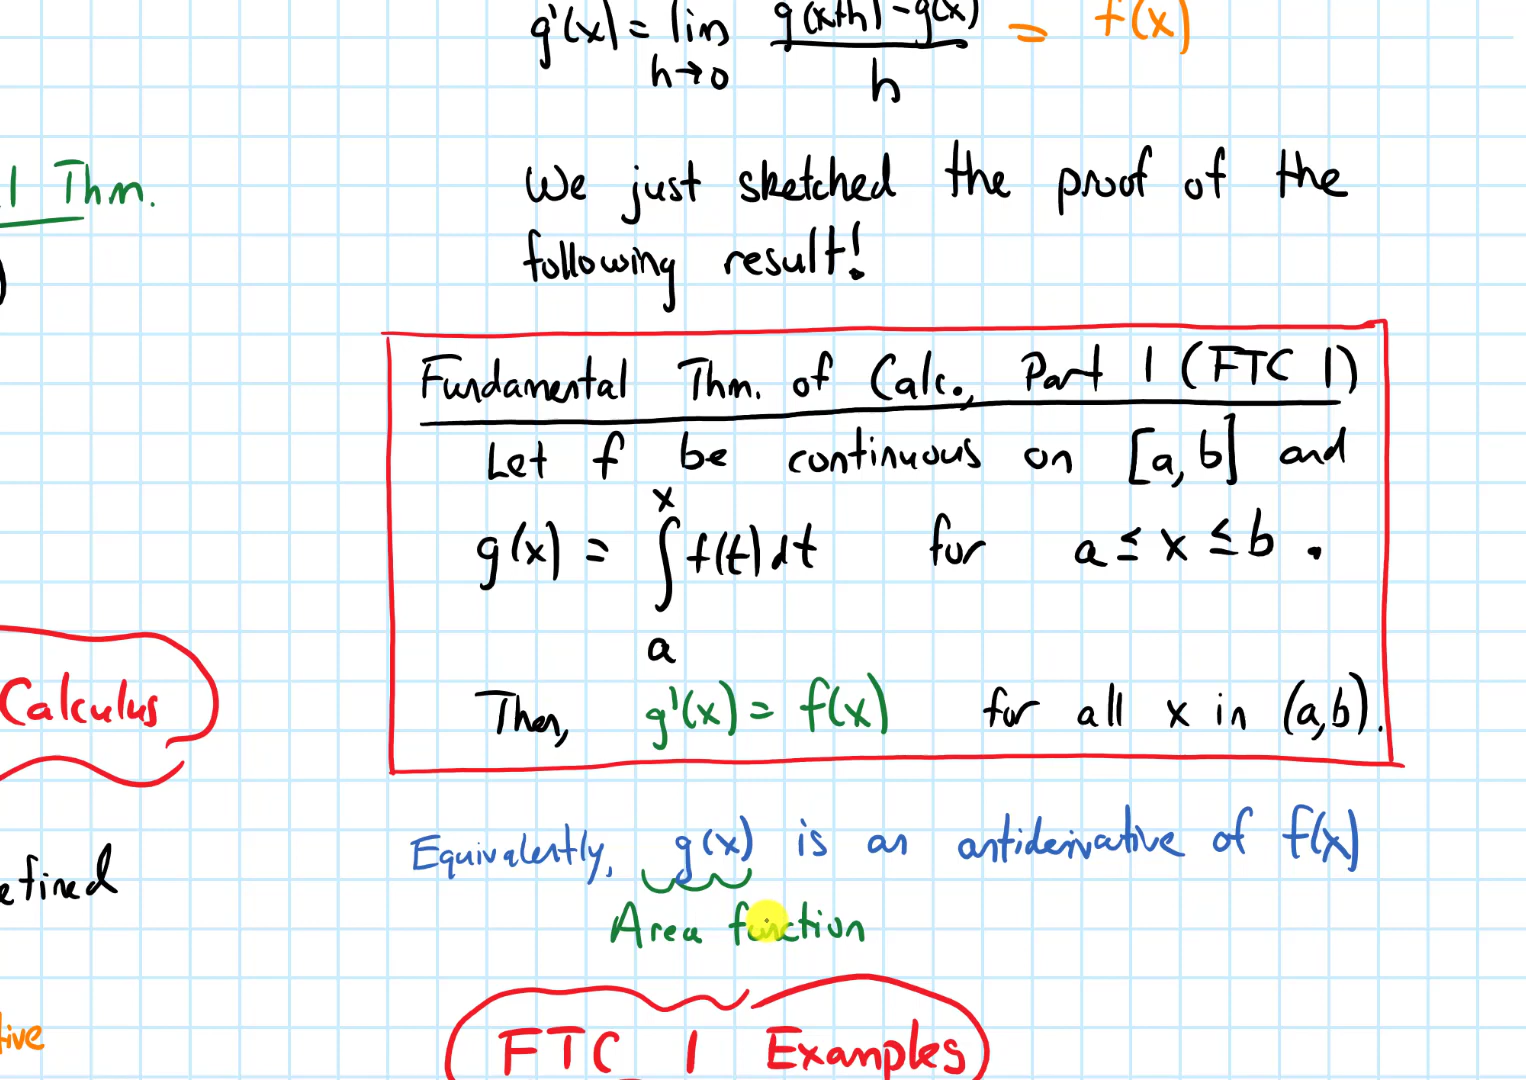 g'(x) = lim g(x+h) - g(x) = f(x)
h→0 h
l Thm.
We just sketched the proof of the
following result!
)
Fundamental Thm. of Calc., Part 1 (FTC 1)
Let f be continuous on [a,b] and
g(x) = ∫ₐˣ f(t)dt for a ≤ x ≤ b.
Then, g'(x) = f(x) for all x in (a,b).
Calculus
Equivalently, g(x) is an antiderivative of f(x)
efined
Area function
tive
FTC 1 Examples